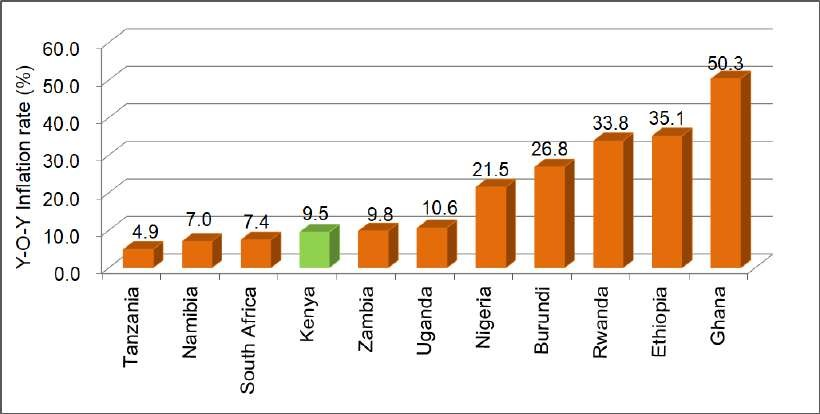 Y-O-Y Inflation rate (%)
60.0
50.0
40.0
30.0
20.0
10.0
0.0
4.9
7.0
7.4
9.5
9.8
10.6
21.5
26.8
33.8
35.1
50.3
Tanzania
Namibia
South Africa
Kenya
Zambia
Uganda
Nigeria
Burundi
Rwanda
Ethiopia
Ghana